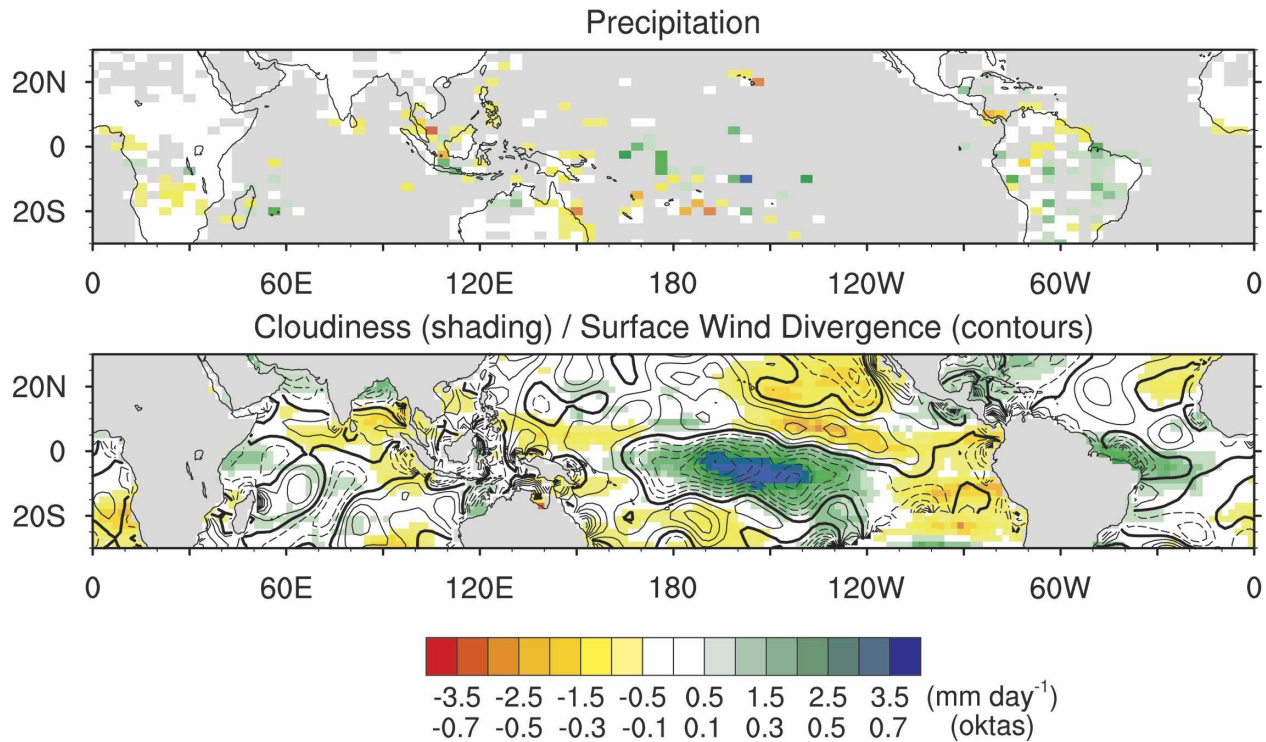 Precipitation
20N
0
20S
0 60E 120E 180 120W 60W 0
Cloudiness (shading) / Surface Wind Divergence (contours)
20N
0
20S
0 60E 120E 180 120W 60W 0
-3.5 -2.5 -1.5 -0.5 0.5 1.5 2.5 3.5 (mm day⁻¹)
-0.7 -0.5 -0.3 -0.1 0.1 0.3 0.5 0.7 (oktas)